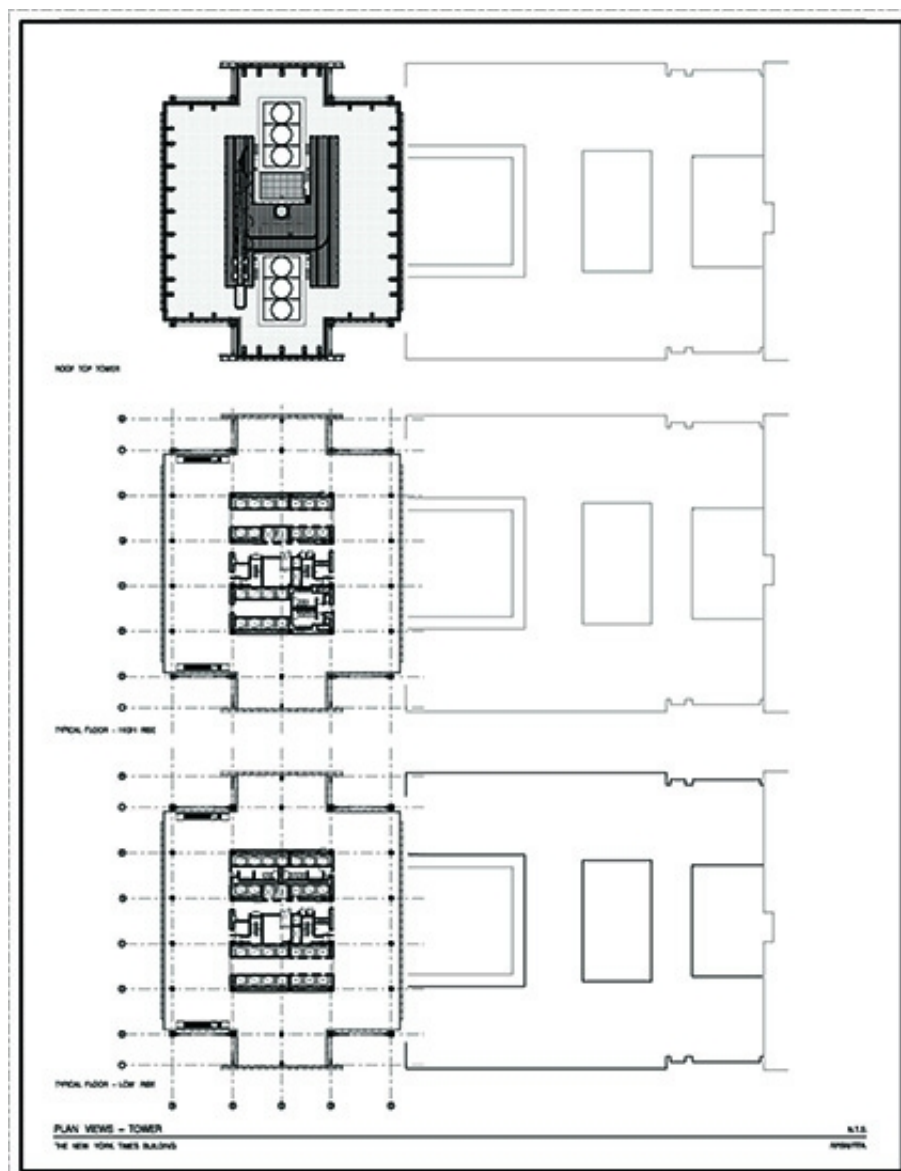 ROOF TOP TOWER
TYPICAL FLOOR - HIGH RISE
TYPICAL FLOOR - LOW RISE
PLAN VIEWS - TOWER
N.T.S.
THE NEW YORK TIMES BUILDING